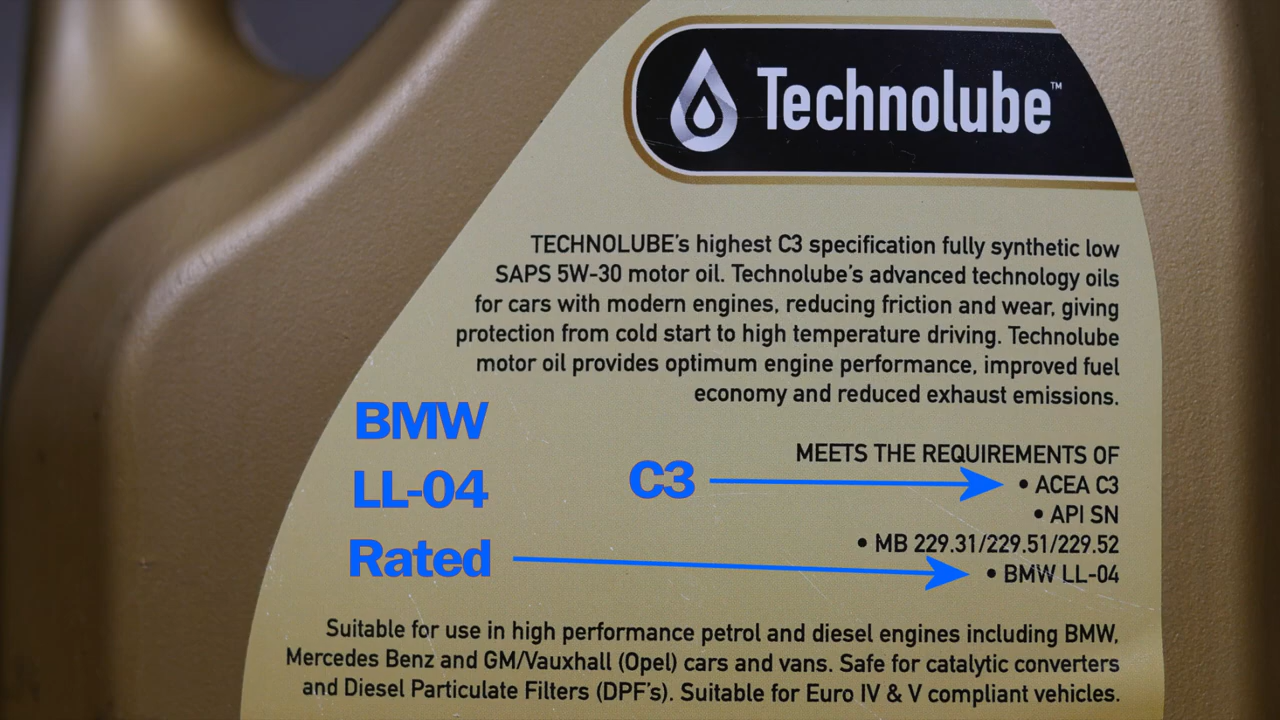 Technolube™
TECHNOLUBE's highest C3 specification fully synthetic low
SAPS 5W-30 motor oil. Technolube's advanced technology oils
for cars with modern engines, reducing friction and wear, giving
protection from cold start to high temperature driving. Technolube
motor oil provides optimum engine performance, improved fuel
economy and reduced exhaust emissions.
BMW
LL-04
Rated
C3
MEETS THE REQUIREMENTS OF
• ACEA C3
• API SN
• MB 229.31/229.51/229.52
• BMW LL-04
Suitable for use in high performance petrol and diesel engines including BMW,
Mercedes Benz and GM/Vauxhall (Opel) cars and vans. Safe for catalytic converters
and Diesel Particulate Filters (DPF's). Suitable for Euro IV & V compliant vehicles.